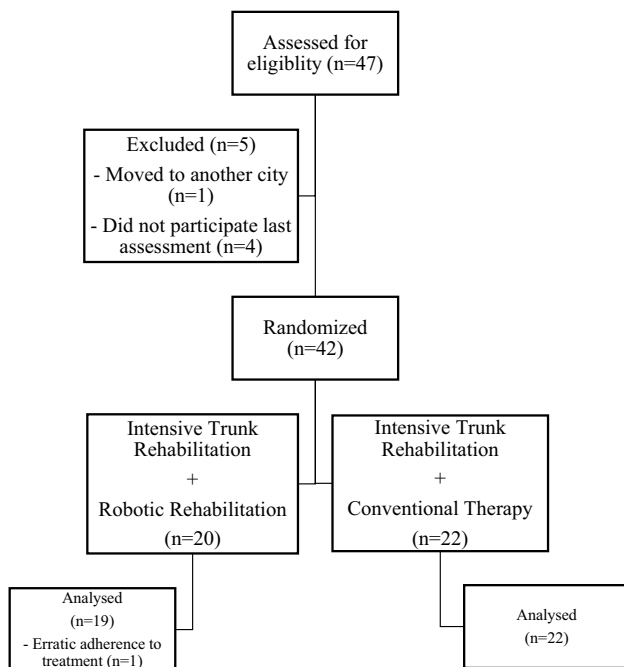 Assessed for
eligiblity (n=47)
Excluded (n=5)
- Moved to another city
(n=1)
- Did not participate last
assessment (n=4)
Randomized
(n=42)
Intensive Trunk
Rehabilitation
+
Robotic Rehabilitation
(n=20)
Intensive Trunk
Rehabilitation
+
Conventional Therapy
(n=22)
Analysed
(n=19)
- Erratic adherence to
treatment (n=1)
Analysed
(n=22)